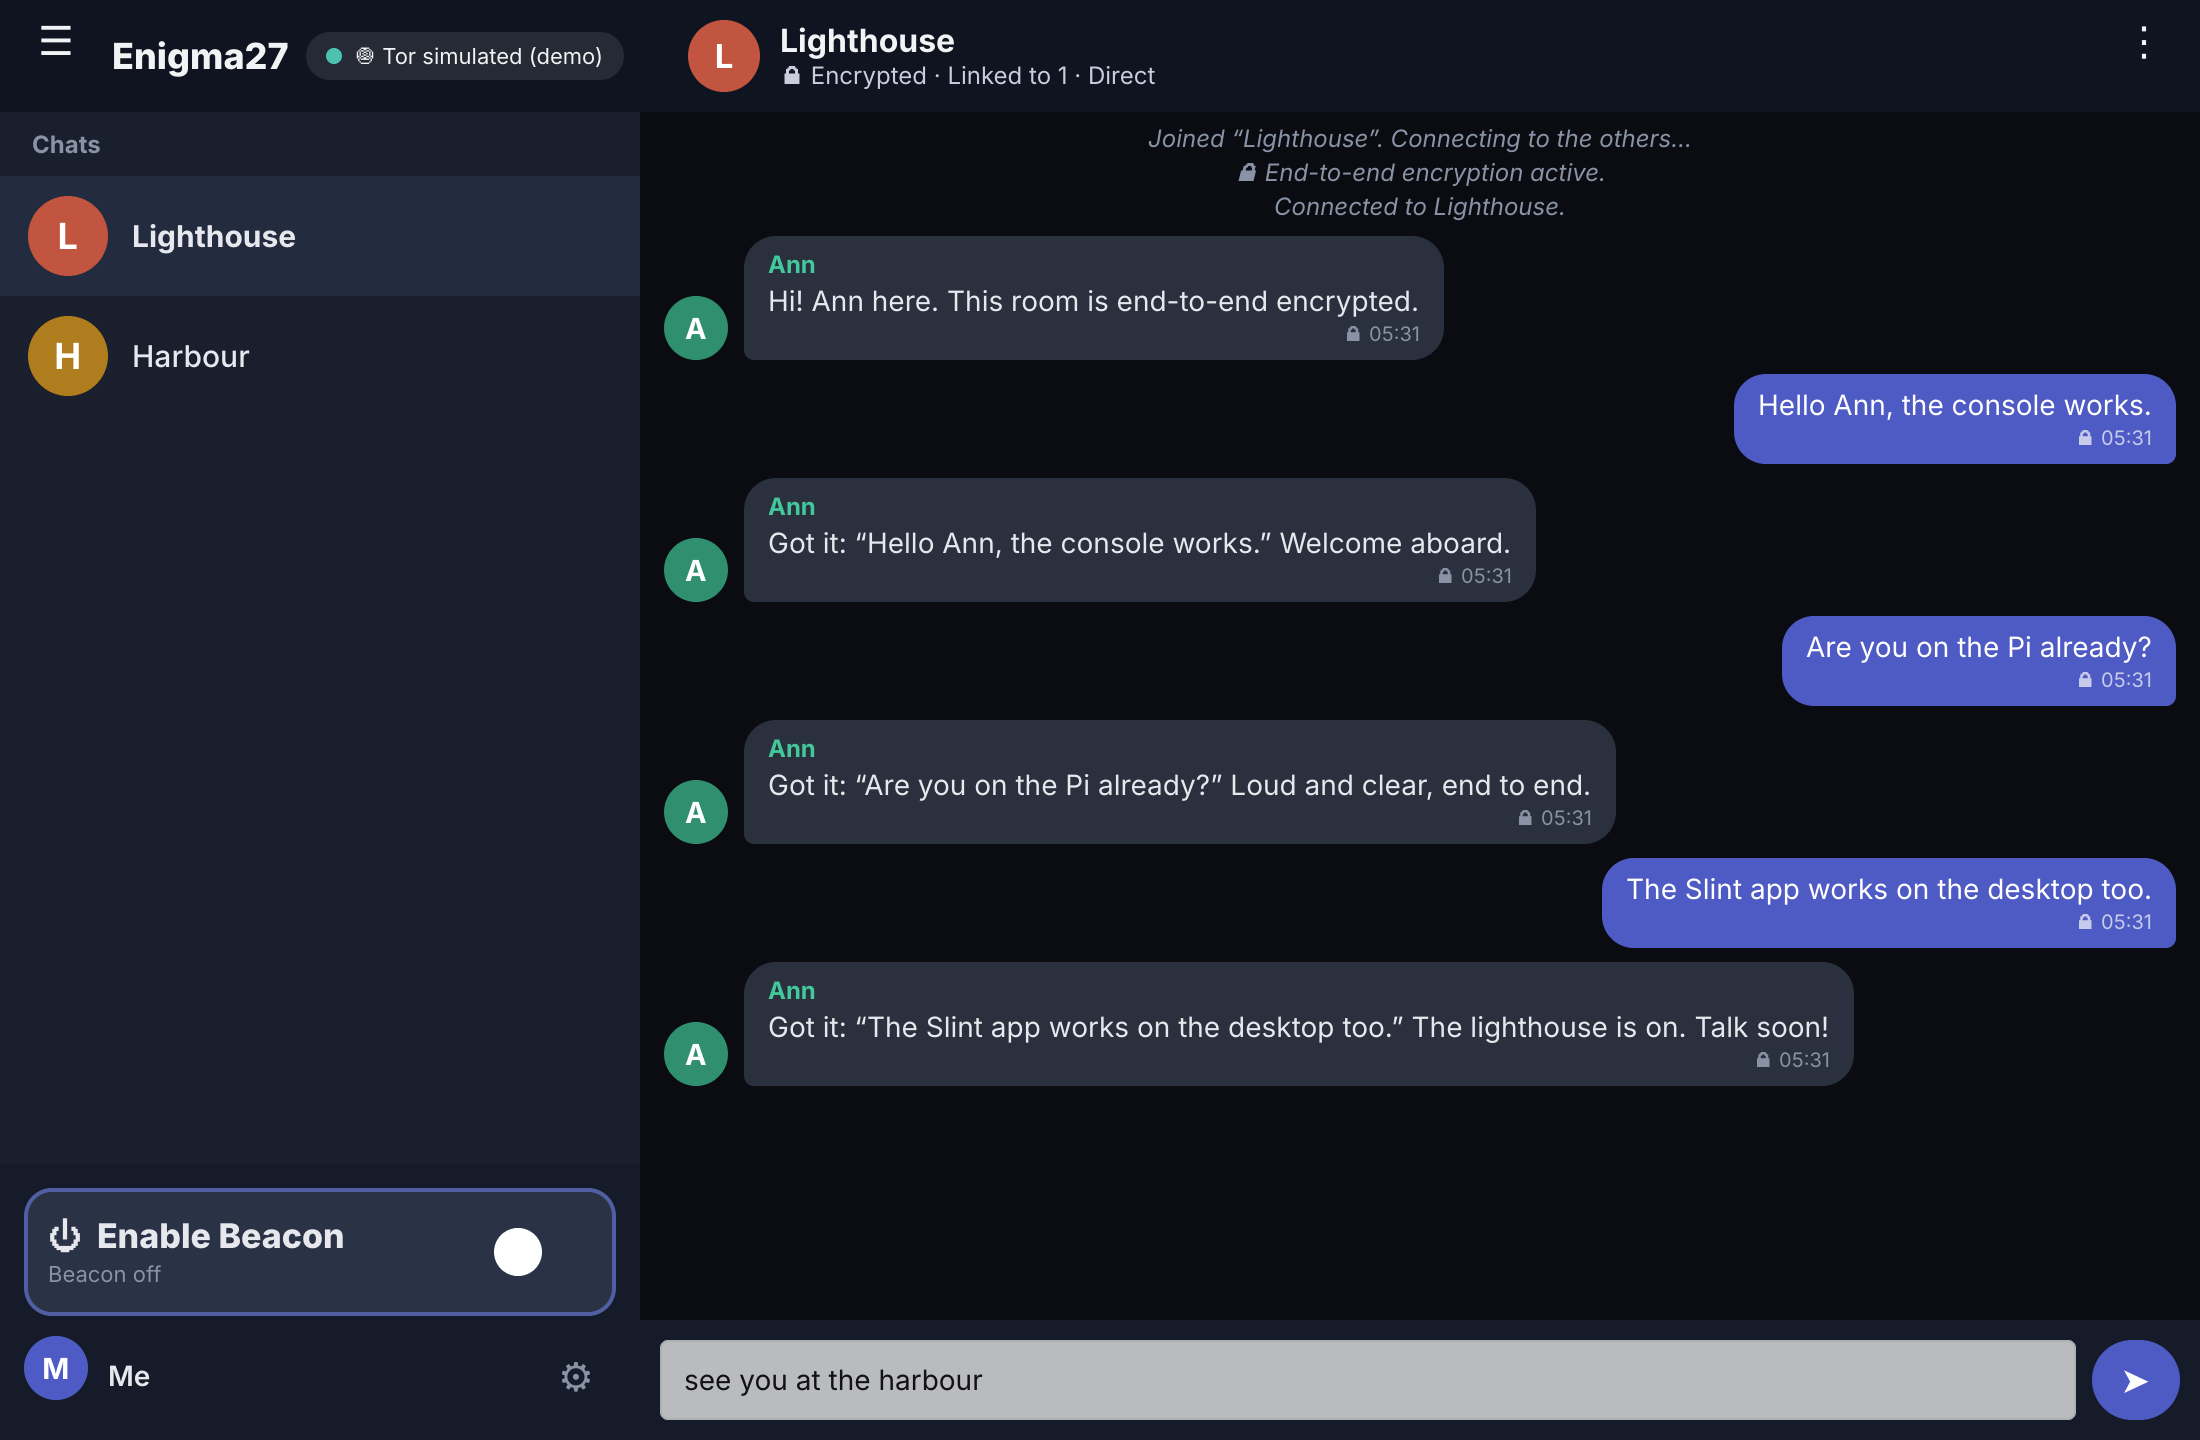 Enigma27
Tor simulated (demo)
Chats
L Lighthouse
H Harbour
Enable Beacon
Beacon off
M Me
L Lighthouse
Encrypted · Linked to 1 · Direct
Joined “Lighthouse”. Connecting to the others…
End-to-end encryption active.
Connected to Lighthouse.
Ann
Hi! Ann here. This room is end-to-end encrypted.
A
05:31
Hello Ann, the console works.
05:31
Ann
Got it: “Hello Ann, the console works.” Welcome aboard.
A
05:31
Are you on the Pi already?
05:31
Ann
Got it: “Are you on the Pi already?” Loud and clear, end to end.
A
05:31
The Slint app works on the desktop too.
05:31
Ann
Got it: “The Slint app works on the desktop too.” The lighthouse is on. Talk soon!
A
05:31
see you at the harbour